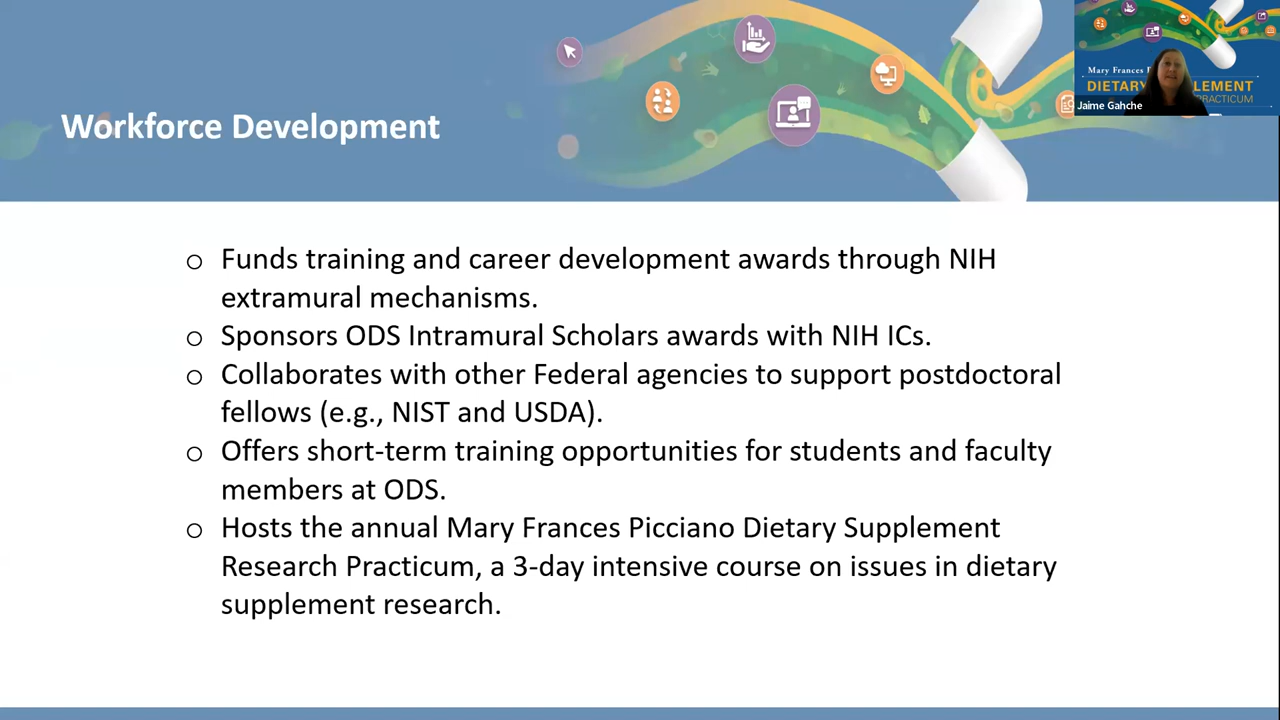 Workforce Development
Mary Frances
DIETARY
EMENT
PRACTICUM
Jaime Gahche
o Funds training and career development awards through NIH
extramural mechanisms.
o Sponsors ODS Intramural Scholars awards with NIH ICs.
o Collaborates with other Federal agencies to support postdoctoral
fellows (e.g., NIST and USDA).
o Offers short-term training opportunities for students and faculty
members at ODS.
o Hosts the annual Mary Frances Picciano Dietary Supplement
Research Practicum, a 3-day intensive course on issues in dietary
supplement research.